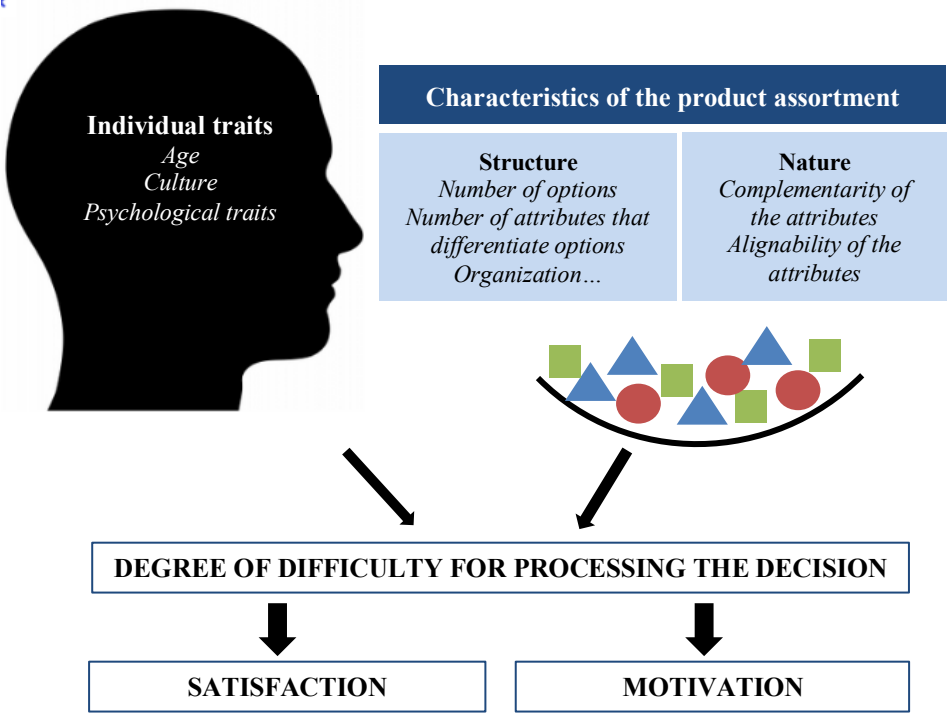 Individual traits
Age
Culture
Psychological traits
Characteristics of the product assortment
Structure
Number of options
Number of attributes that
differentiate options
Organization…
Nature
Complementarity of
the attributes
Alignability of the
attributes
DEGREE OF DIFFICULTY FOR PROCESSING THE DECISION
SATISFACTION
MOTIVATION